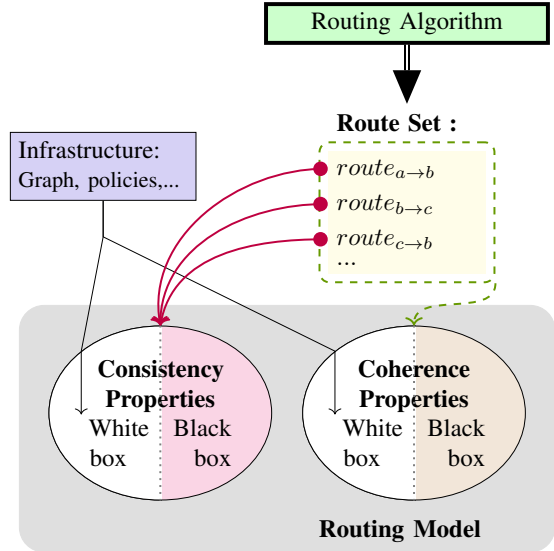 Routing Algorithm
Route Set :
Infrastructure:
Graph, policies,...
route_{a→b}
route_{b→c}
route_{c→b}
...
Consistency
Properties
White
box
Black
box
Coherence
Properties
White
box
Black
box
Routing Model